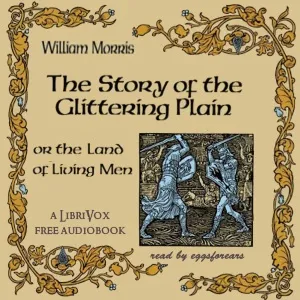 William Morris
The Story of the
Glittering Plain
or the Land
of Living Men
a LibriVox
free audiobook
read by eggsforears